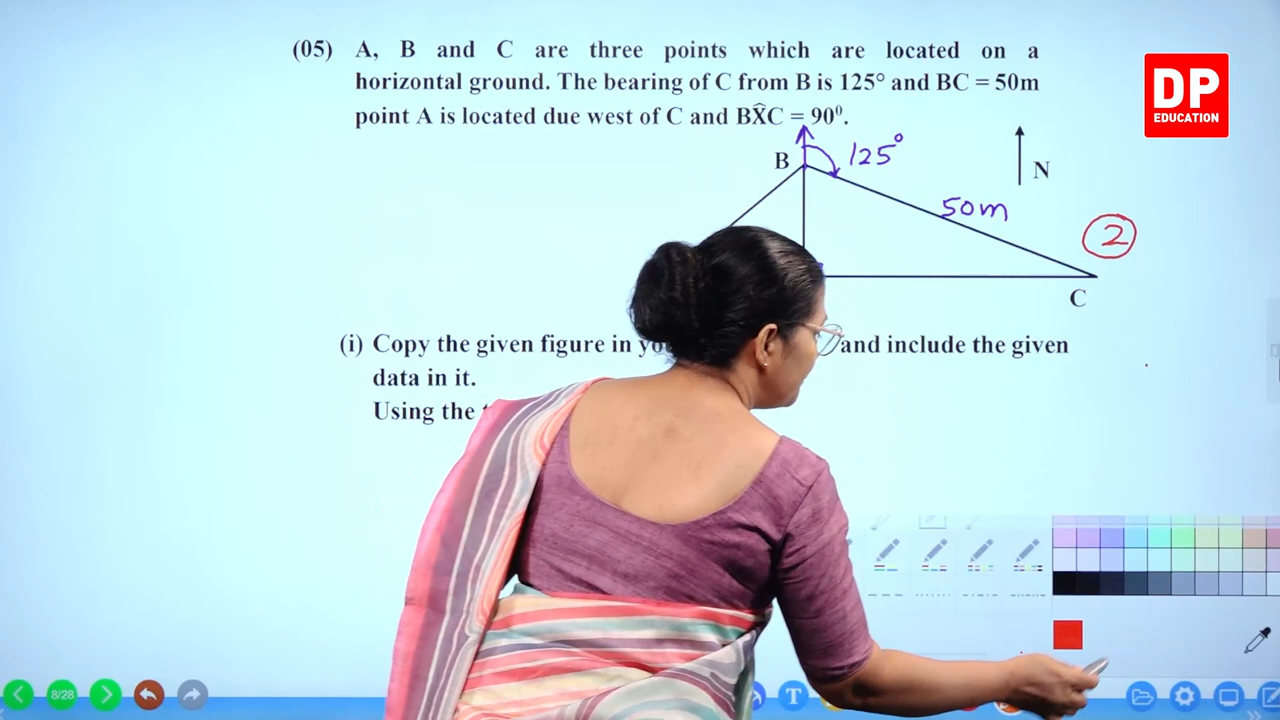 (05) A, B and C are three points which are located on a
horizontal ground. The bearing of C from B is 125° and BC = 50m
point A is located due west of C and BX̂C = 90⁰.
DP
EDUCATION
B
125°
N
50m
2
C
(i) Copy the given figure in and include the given
data in it.
Using the
8/28
T